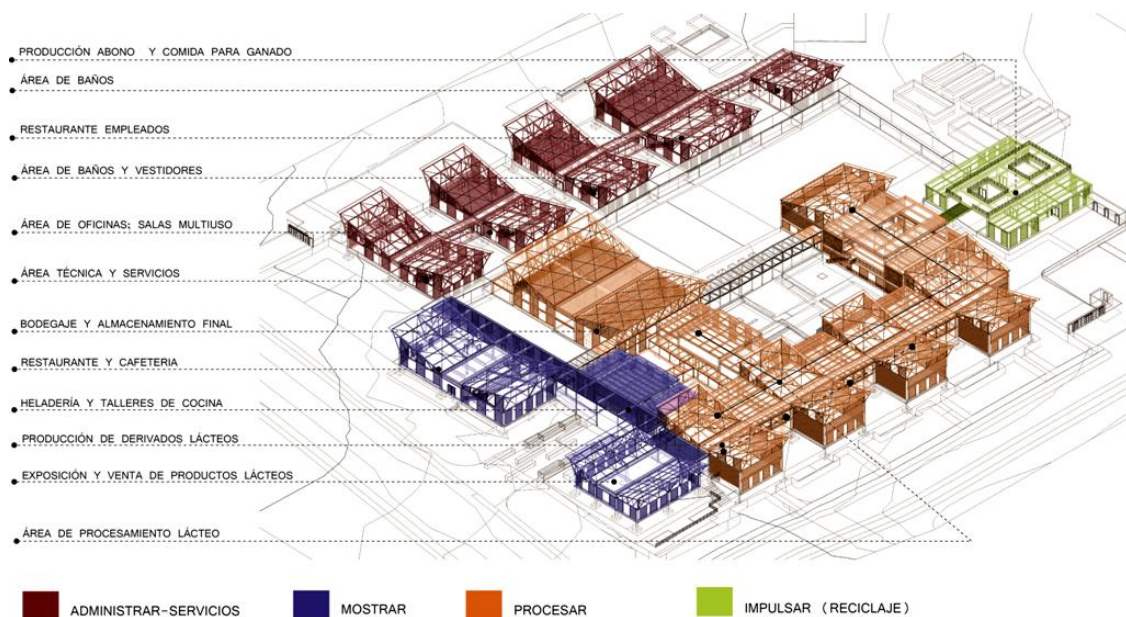 PRODUCCIÓN ABONO Y COMIDA PARA GANADO
ÁREA DE BAÑOS
RESTAURANTE EMPLEADOS
ÁREA DE BAÑOS Y VESTIDORES
ÁREA DE OFICINAS; SALAS MULTIUSO
ÁREA TÉCNICA Y SERVICIOS
BODEGAJE Y ALMACENAMIENTO FINAL
RESTAURANTE Y CAFETERIA
HELADERÍA Y TALLERES DE COCINA
PRODUCCIÓN DE DERIVADOS LÁCTEOS
EXPOSICIÓN Y VENTA DE PRODUCTOS LÁCTEOS
ÁREA DE PROCESAMIENTO LÁCTEO
ADMINISTRAR-SERVICIOS
MOSTRAR
PROCESAR
IMPULSAR (RECICLAJE)